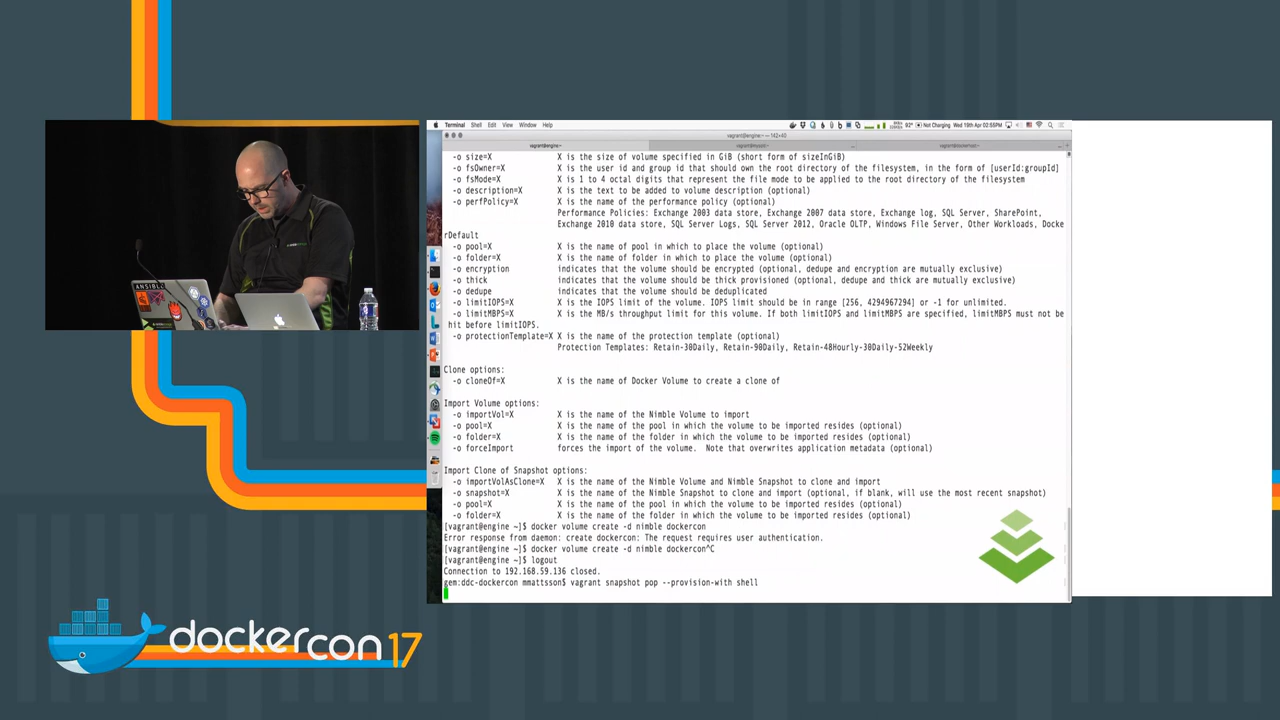 Terminal Shell Edit View Window Help
Not Charging Wed 19th Apr 02:55PM
vagrant@engine:~ — 142×40
vagrant@engine:~
-o size=X X is the size of volume specified in GiB (short form of sizeInGiB)
-o fsOwner=X X is the user id and group id that should own the root directory of the filesystem, in the form of [userId:groupId]
-o fsMode=X X is 1 to 4 octal digits that represent the file mode to be applied to the root directory of the filesystem
-o description=X X is the text to be added to volume description (optional)
-o perfPolicy=X X is the name of the performance policy (optional)
Performance Policies: Exchange 2003 data store, Exchange 2007 data store, Exchange log, SQL Server, SharePoint,
Exchange 2010 data store, SQL Server Logs, SQL Server 2012, Oracle OLTP, Windows File Server, Other Workloads, Docke
rDefault
-o pool=X X is the name of pool in which to place the volume (optional)
-o folder=X X is the name of folder in which to place the volume (optional)
-o encryption indicates that the volume should be encrypted (optional, dedupe and encryption are mutually exclusive)
-o thick indicates that the volume should be thick provisioned (optional, dedupe and thick are mutually exclusive)
-o dedupe indicates that the volume should be deduplicated
-o limitIOPS=X X is the IOPS limit of the volume. IOPS limit should be in range [256, 4294967294] or -1 for unlimited.
-o limitMBPS=X X is the MB/s throughput limit for this volume. If both limitIOPS and limitMBPS are specified, limitMBPS must not be
hit before limitIOPS.
-o protectionTemplate=X X is the name of the protection template (optional)
Protection Templates: Retain-30Daily, Retain-90Daily, Retain-48Hourly-30Daily-52Weekly
Clone options:
-o cloneOf=X X is the name of Docker Volume to create a clone of
Import Volume options:
-o importVol=X X is the name of the Nimble Volume to import
-o pool=X X is the name of the pool in which the volume to be imported resides (optional)
-o folder=X X is the name of the folder in which the volume to be imported resides (optional)
-o forceImport forces the import of the volume. Note that overwrites application metadata (optional)
Import Clone of Snapshot options:
-o importVolAsClone=X X is the name of the Nimble Volume and Nimble Snapshot to clone and import
-o snapshot=X X is the name of the Nimble Snapshot to clone and import (optional, if blank, will use the most recent snapshot)
-o pool=X X is the name of the pool in which the volume to be imported resides (optional)
-o folder=X X is the name of the folder in which the volume to be imported resides (optional)
[vagrant@engine ~]$ docker volume create -d nimble dockercon
Error response from daemon: create dockercon: The request requires user authentication.
[vagrant@engine ~]$ docker volume create -d nimble dockercon^C
[vagrant@engine ~]$ logout
Connection to 192.168.59.136 closed.
gem:ddc-dockercon mmattsson$ vagrant snapshot pop --provision-with shell
ANSIBLE
dockercon 17